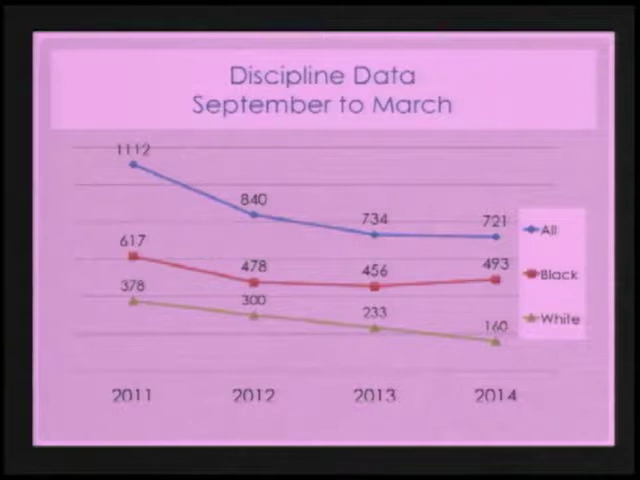 Discipline Data
September to March
1112
840
734
721
617
478
456
493
378
300
233
160
All
Black
White
2011 2012 2013 2014